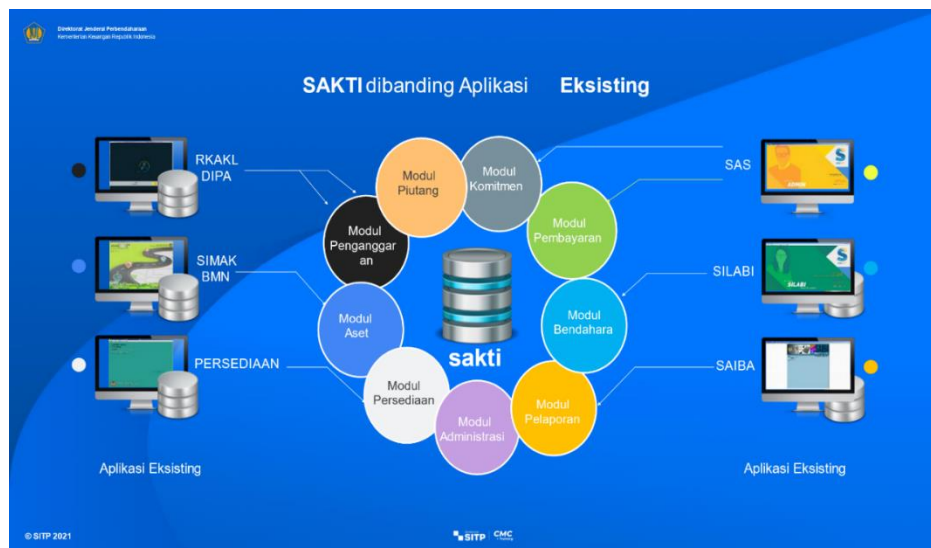 Direktorat Jenderal Perbendaharaan
Kementerian Keuangan Republik Indonesia
SAKTI dibanding Aplikasi Eksisting
RKAKL
DIPA
SIMAK
BMN
PERSEDIAAN
Aplikasi Eksisting
Modul
Piutang
Modul
Komitmen
Modul
Penganggar
an
Modul
Pembayaran
Modul
Aset
Modul
Bendahara
sakti
Modul
Persediaan
Modul
Pelaporan
Modul
Administrasi
SAS
SILABI
SILABI
SAIBA
Aplikasi Eksisting
© SITP 2021
SITP
CMC